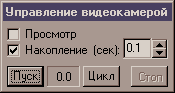 Управление видеокамерой
Просмотр
Накопление (сек): 0.1
Пуск 0.0 Цикл Стоп